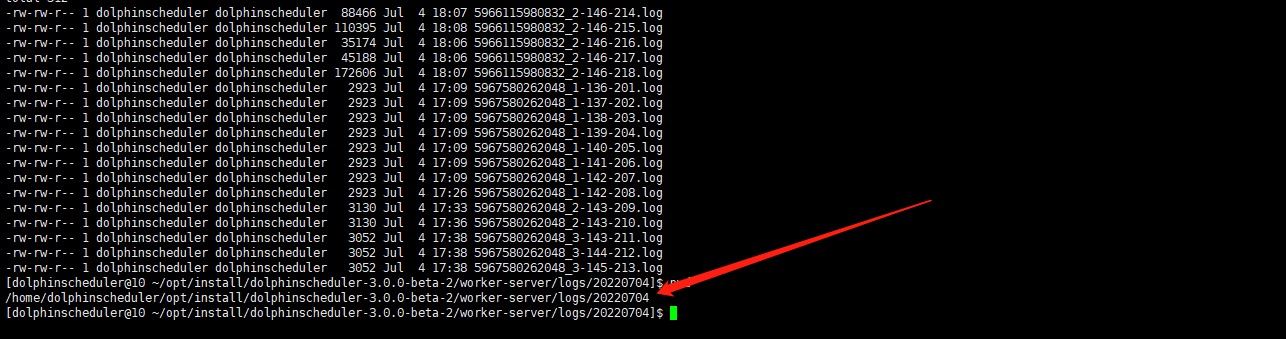 -rw-rw-r-- 1 dolphinscheduler dolphinscheduler  88466 Jul  4 18:07 5966115980832_2-146-214.log
-rw-rw-r-- 1 dolphinscheduler dolphinscheduler 110395 Jul  4 18:08 5966115980832_2-146-215.log
-rw-rw-r-- 1 dolphinscheduler dolphinscheduler  35174 Jul  4 18:06 5966115980832_2-146-216.log
-rw-rw-r-- 1 dolphinscheduler dolphinscheduler  45188 Jul  4 18:06 5966115980832_2-146-217.log
-rw-rw-r-- 1 dolphinscheduler dolphinscheduler 172606 Jul  4 18:07 5966115980832_2-146-218.log
-rw-rw-r-- 1 dolphinscheduler dolphinscheduler   2923 Jul  4 17:09 5967580262048_1-136-201.log
-rw-rw-r-- 1 dolphinscheduler dolphinscheduler   2923 Jul  4 17:09 5967580262048_1-137-202.log
-rw-rw-r-- 1 dolphinscheduler dolphinscheduler   2923 Jul  4 17:09 5967580262048_1-138-203.log
-rw-rw-r-- 1 dolphinscheduler dolphinscheduler   2923 Jul  4 17:09 5967580262048_1-139-204.log
-rw-rw-r-- 1 dolphinscheduler dolphinscheduler   2923 Jul  4 17:09 5967580262048_1-140-205.log
-rw-rw-r-- 1 dolphinscheduler dolphinscheduler   2923 Jul  4 17:09 5967580262048_1-141-206.log
-rw-rw-r-- 1 dolphinscheduler dolphinscheduler   2923 Jul  4 17:09 5967580262048_1-142-207.log
-rw-rw-r-- 1 dolphinscheduler dolphinscheduler   2923 Jul  4 17:26 5967580262048_1-142-208.log
-rw-rw-r-- 1 dolphinscheduler dolphinscheduler   3130 Jul  4 17:33 5967580262048_2-143-209.log
-rw-rw-r-- 1 dolphinscheduler dolphinscheduler   3130 Jul  4 17:36 5967580262048_2-143-210.log
-rw-rw-r-- 1 dolphinscheduler dolphinscheduler   3052 Jul  4 17:38 5967580262048_3-143-211.log
-rw-rw-r-- 1 dolphinscheduler dolphinscheduler   3052 Jul  4 17:38 5967580262048_3-144-212.log
-rw-rw-r-- 1 dolphinscheduler dolphinscheduler   3052 Jul  4 17:38 5967580262048_3-145-213.log
[dolphinscheduler@10 ~/opt/install/dolphinscheduler-3.0.0-beta-2/worker-server/logs/20220704]$
/home/dolphinscheduler/opt/install/dolphinscheduler-3.0.0-beta-2/worker-server/logs/20220704
[dolphinscheduler@10 ~/opt/install/dolphinscheduler-3.0.0-beta-2/worker-server/logs/20220704]$